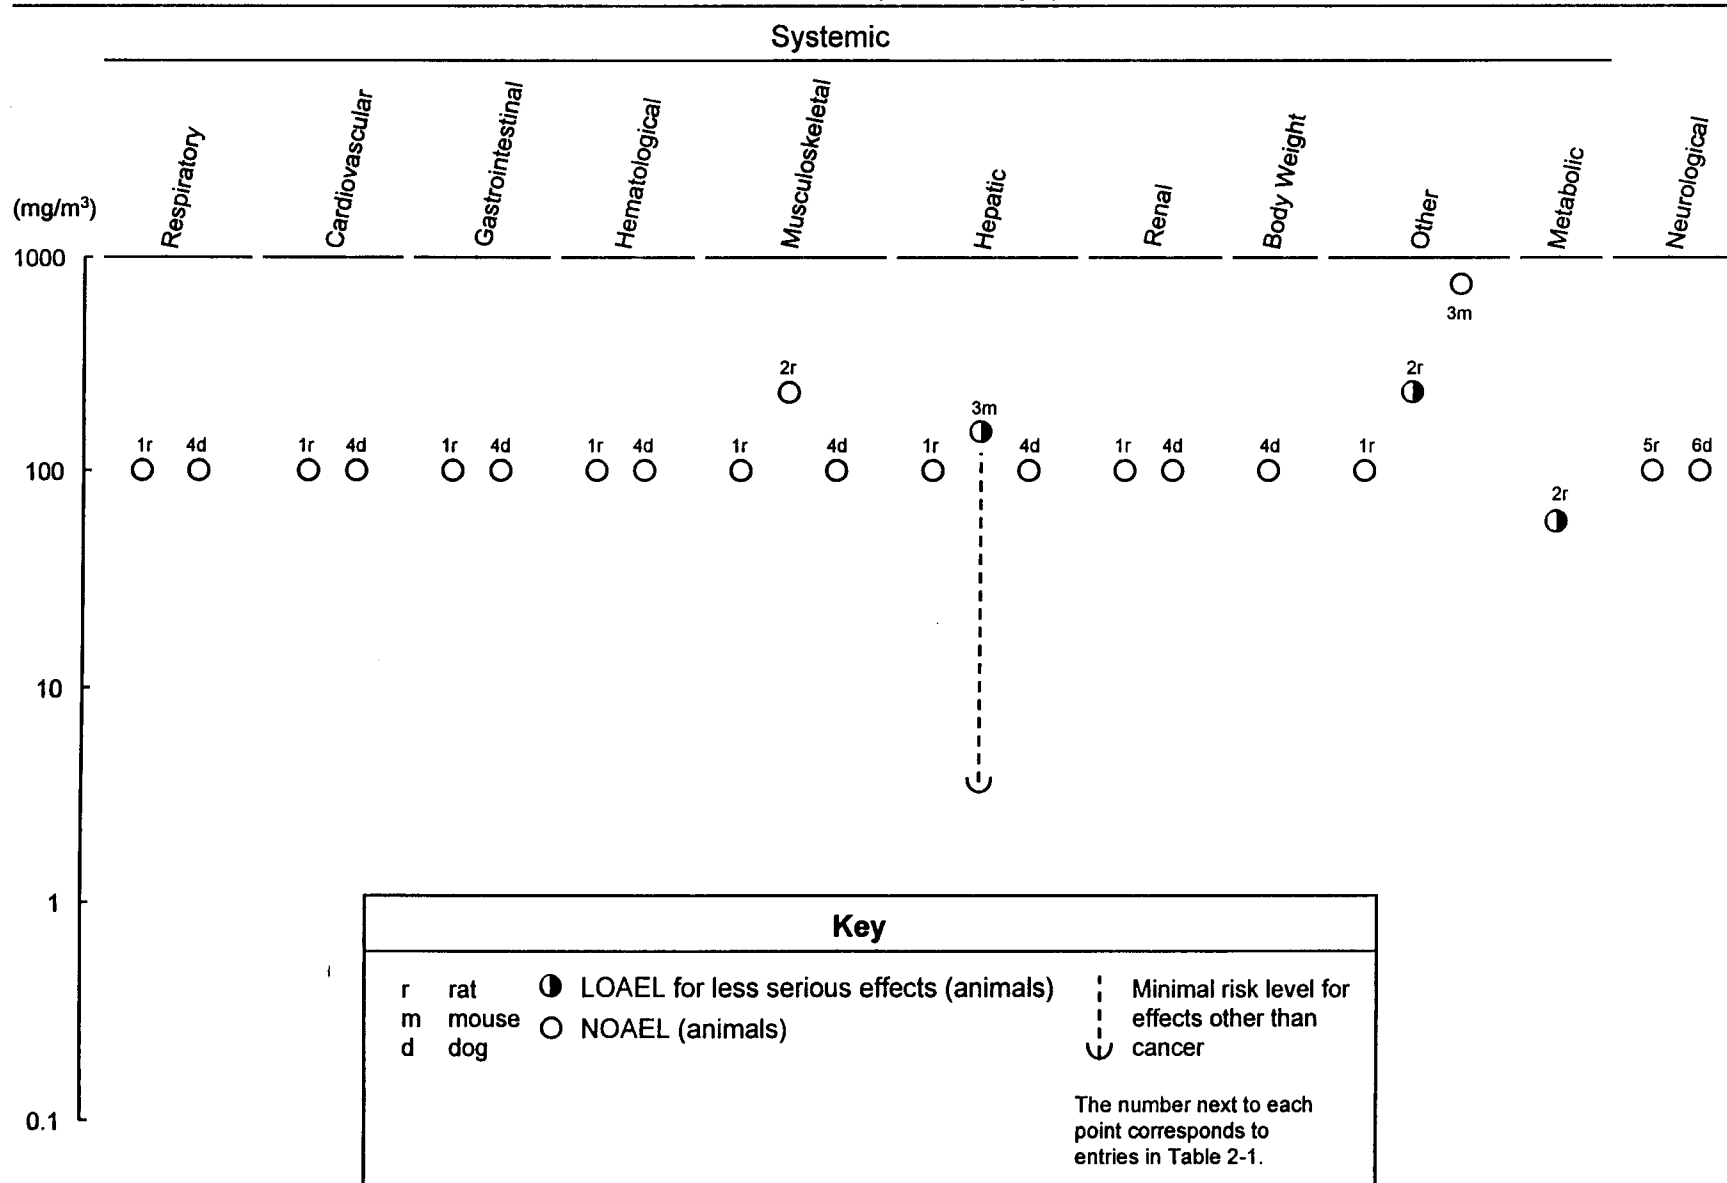 Systemic
Respiratory
Cardiovascular
Gastrointestinal
Hematological
Musculoskeletal
Hepatic
Renal
Body Weight
Other
Metabolic
Neurological
(mg/m³)
1000
3m
2r
2r
3m
1r 4d 1r 4d 1r 4d 1r 4d 1r 4d 1r 4d 1r 4d 4d 1r 5r 6d
100
2r
10
1
Key
r rat
m mouse
d dog
LOAEL for less serious effects (animals)
NOAEL (animals)
Minimal risk level for
effects other than
cancer
The number next to each
point corresponds to
entries in Table 2-1.
0.1